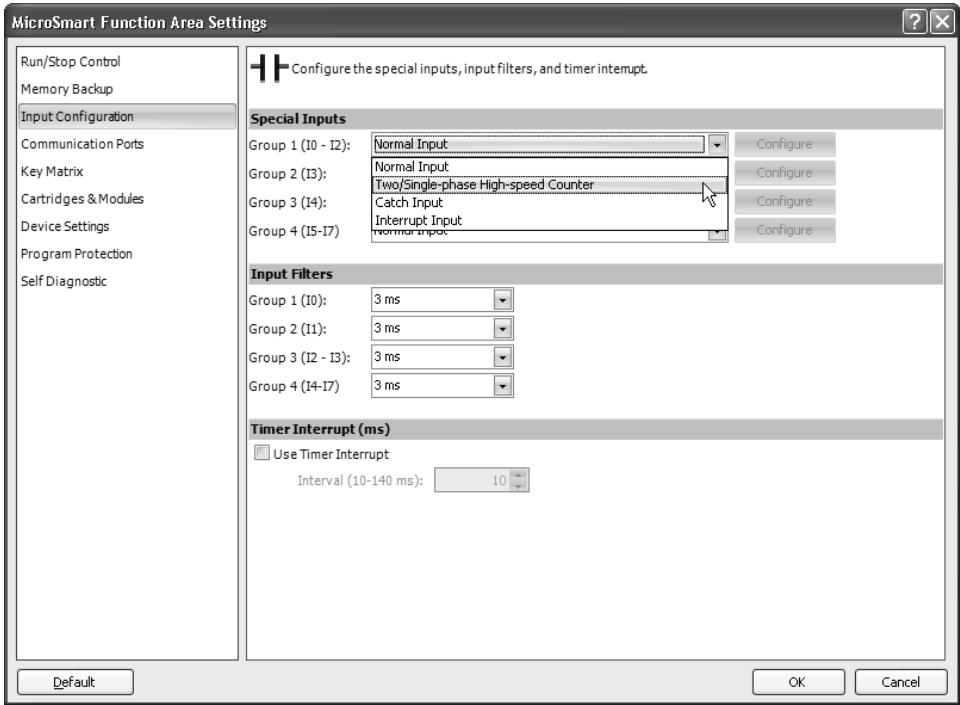 MicroSmart Function Area Settings
Run/Stop Control
Memory Backup
Input Configuration
Communication Ports
Key Matrix
Cartridges & Modules
Device Settings
Program Protection
Self Diagnostic
Configure the special inputs, input filters, and timer interrupt.
Special Inputs
Group 1 (I0 - I2): Normal Input Configure
Normal Input
Group 2 (I3): Configure
Two/Single-phase High-speed Counter
Group 3 (I4): Catch Input Configure
Interrupt Input
Group 4 (I5-I7) Normal Input Configure
Input Filters
Group 1 (I0): 3 ms
Group 2 (I1): 3 ms
Group 3 (I2 - I3): 3 ms
Group 4 (I4-I7) 3 ms
Timer Interrupt (ms)
Use Timer Interrupt
Interval (10-140 ms): 10
Default OK Cancel